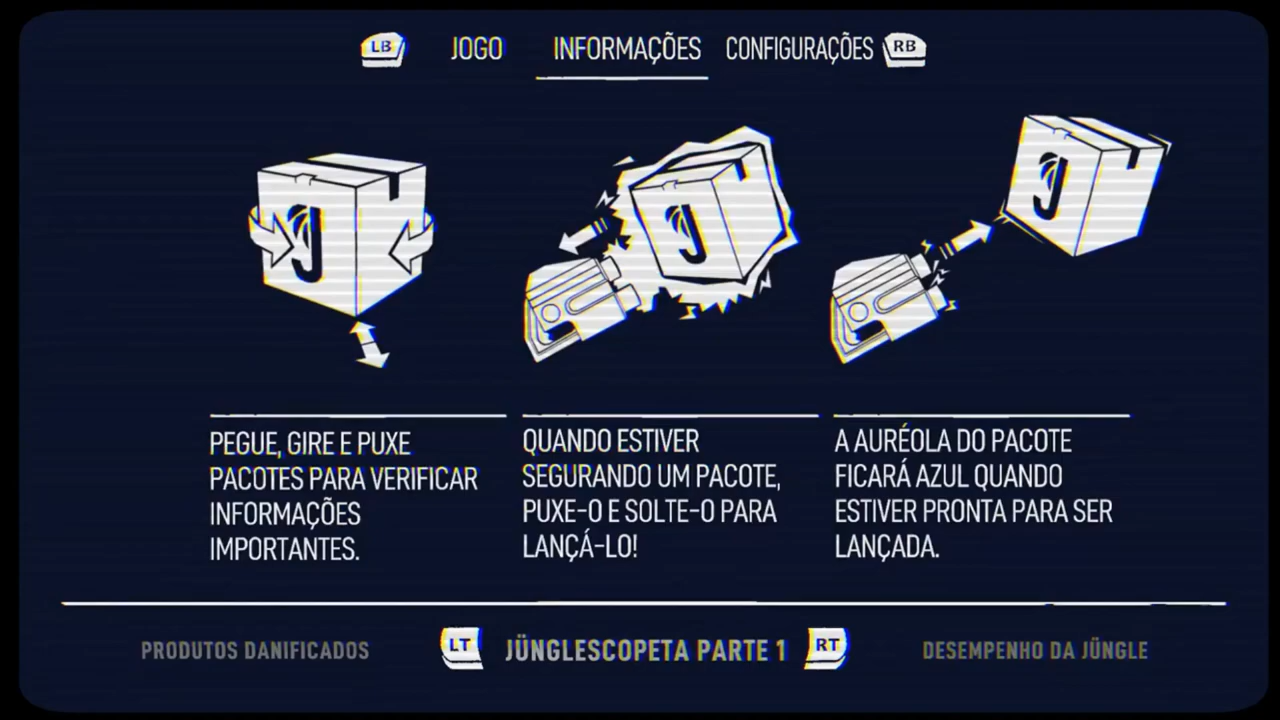 LB JOGO INFORMAÇÕES CONFIGURAÇÕES RB
J J J
PEGUE, GIRE E PUXE
PACOTES PARA VERIFICAR
INFORMAÇÕES
IMPORTANTES.
QUANDO ESTIVER
SEGURANDO UM PACOTE,
PUXE-O E SOLTE-O PARA
LANÇÁ-LO!
A AURÉOLA DO PACOTE
FICARÁ AZUL QUANDO
ESTIVER PRONTA PARA SER
LANÇADA.
PRODUTOS DANIFICADOS LT JÜNGLESCOPETA PARTE 1 RT DESEMPENHO DA JÜNGLE